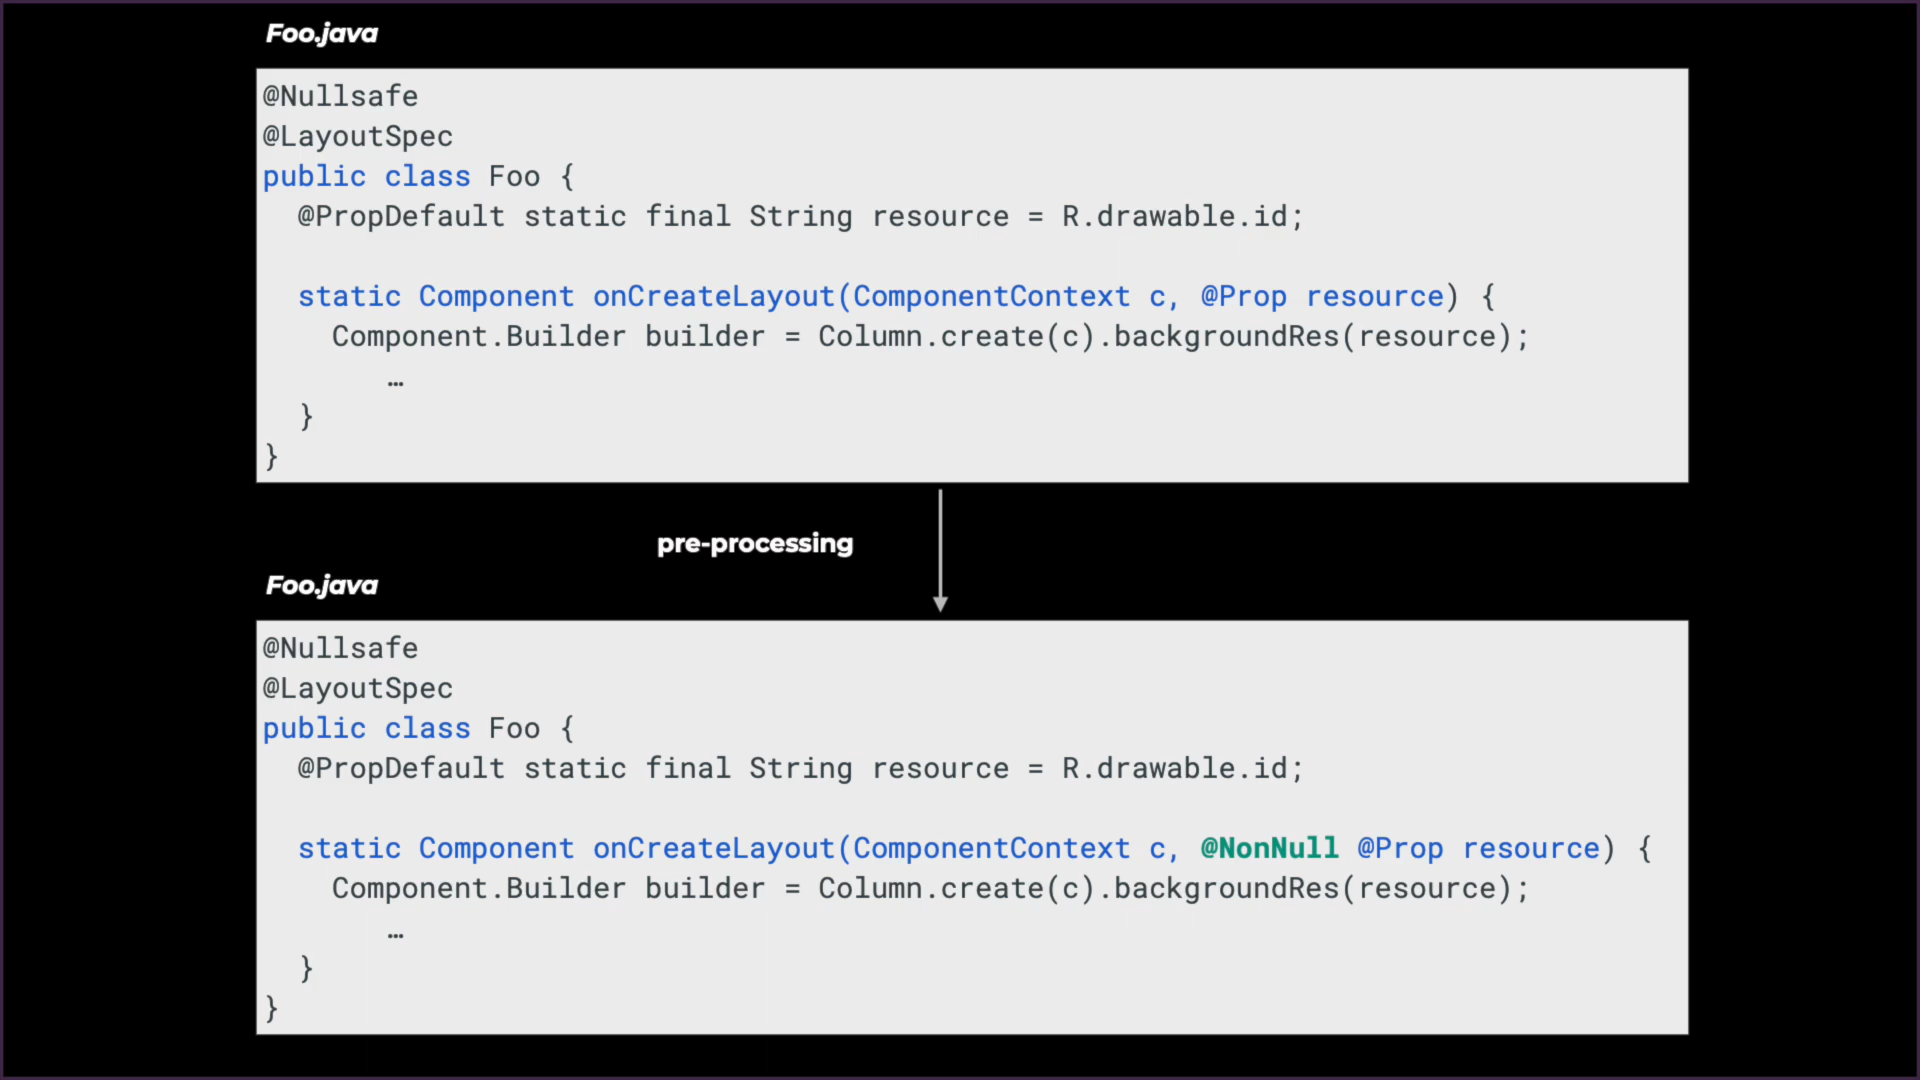 Foo.java
@Nullsafe
@LayoutSpec
public class Foo {
  @PropDefault static final String resource = R.drawable.id;
  static Component onCreateLayout(ComponentContext c, @Prop resource) {
    Component.Builder builder = Column.create(c).backgroundRes(resource);
       …
  }
}
pre-processing
Foo.java
@Nullsafe
@LayoutSpec
public class Foo {
  @PropDefault static final String resource = R.drawable.id;
  static Component onCreateLayout(ComponentContext c, @NonNull @Prop resource) {
    Component.Builder builder = Column.create(c).backgroundRes(resource);
       …
  }
}